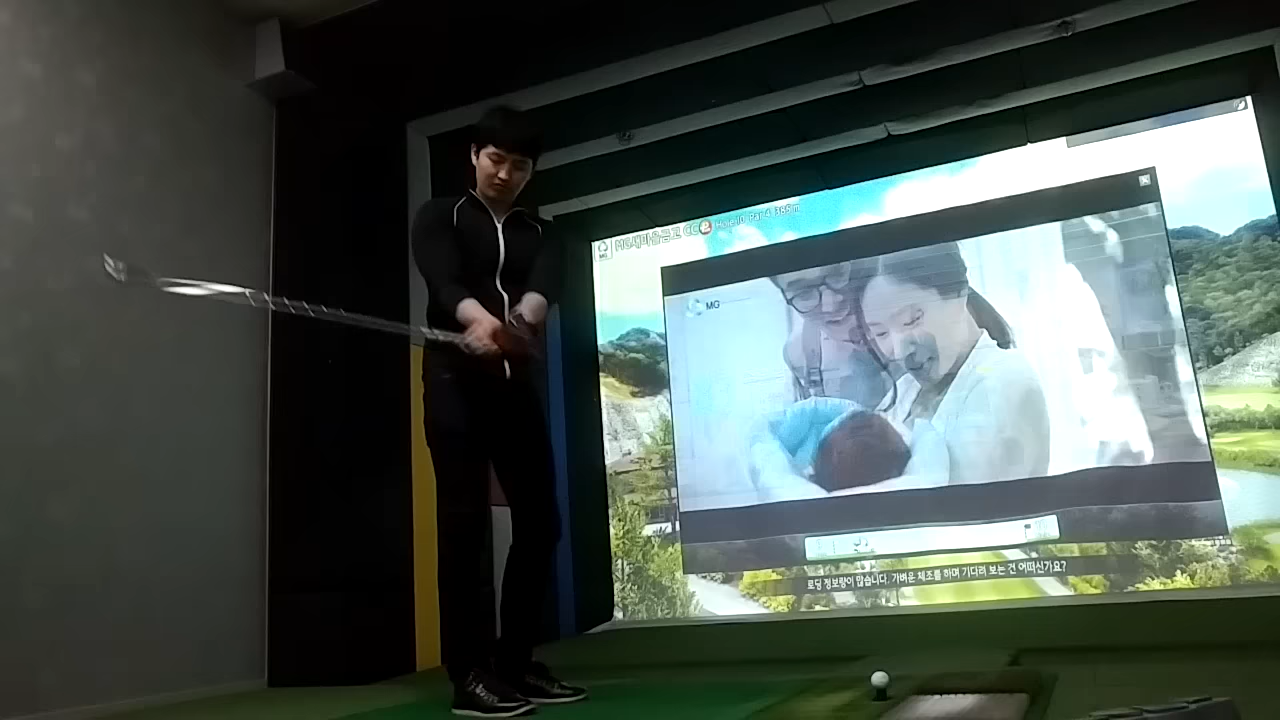 MG새마을금고 CC Hole.10 Par 4, 385m
MG
MG
로딩 정보량이 많습니다. 가벼운 체조를 하며 기다려 보는 건 어떠신가요?